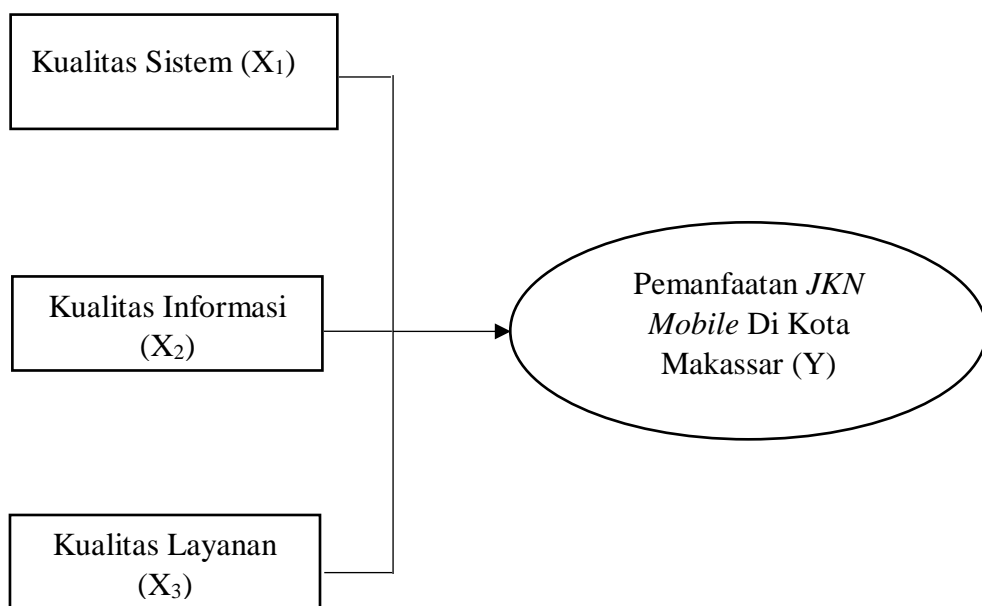 Kualitas Sistem (X₁)
Kualitas Informasi
(X₂)
Pemanfaatan JKN
Mobile Di Kota
Makassar (Y)
Kualitas Layanan
(X₃)